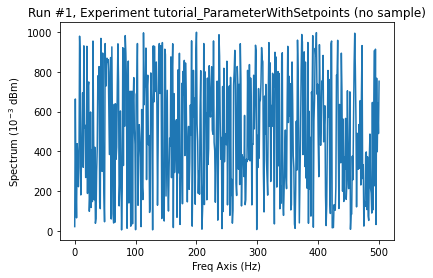 Run #1, Experiment tutorial_ParameterWithSetpoints (no sample)
1000
800
600
400
200
0
Spectrum (10⁻³ dBm)
0 100 200 300 400 500
Freq Axis (Hz)